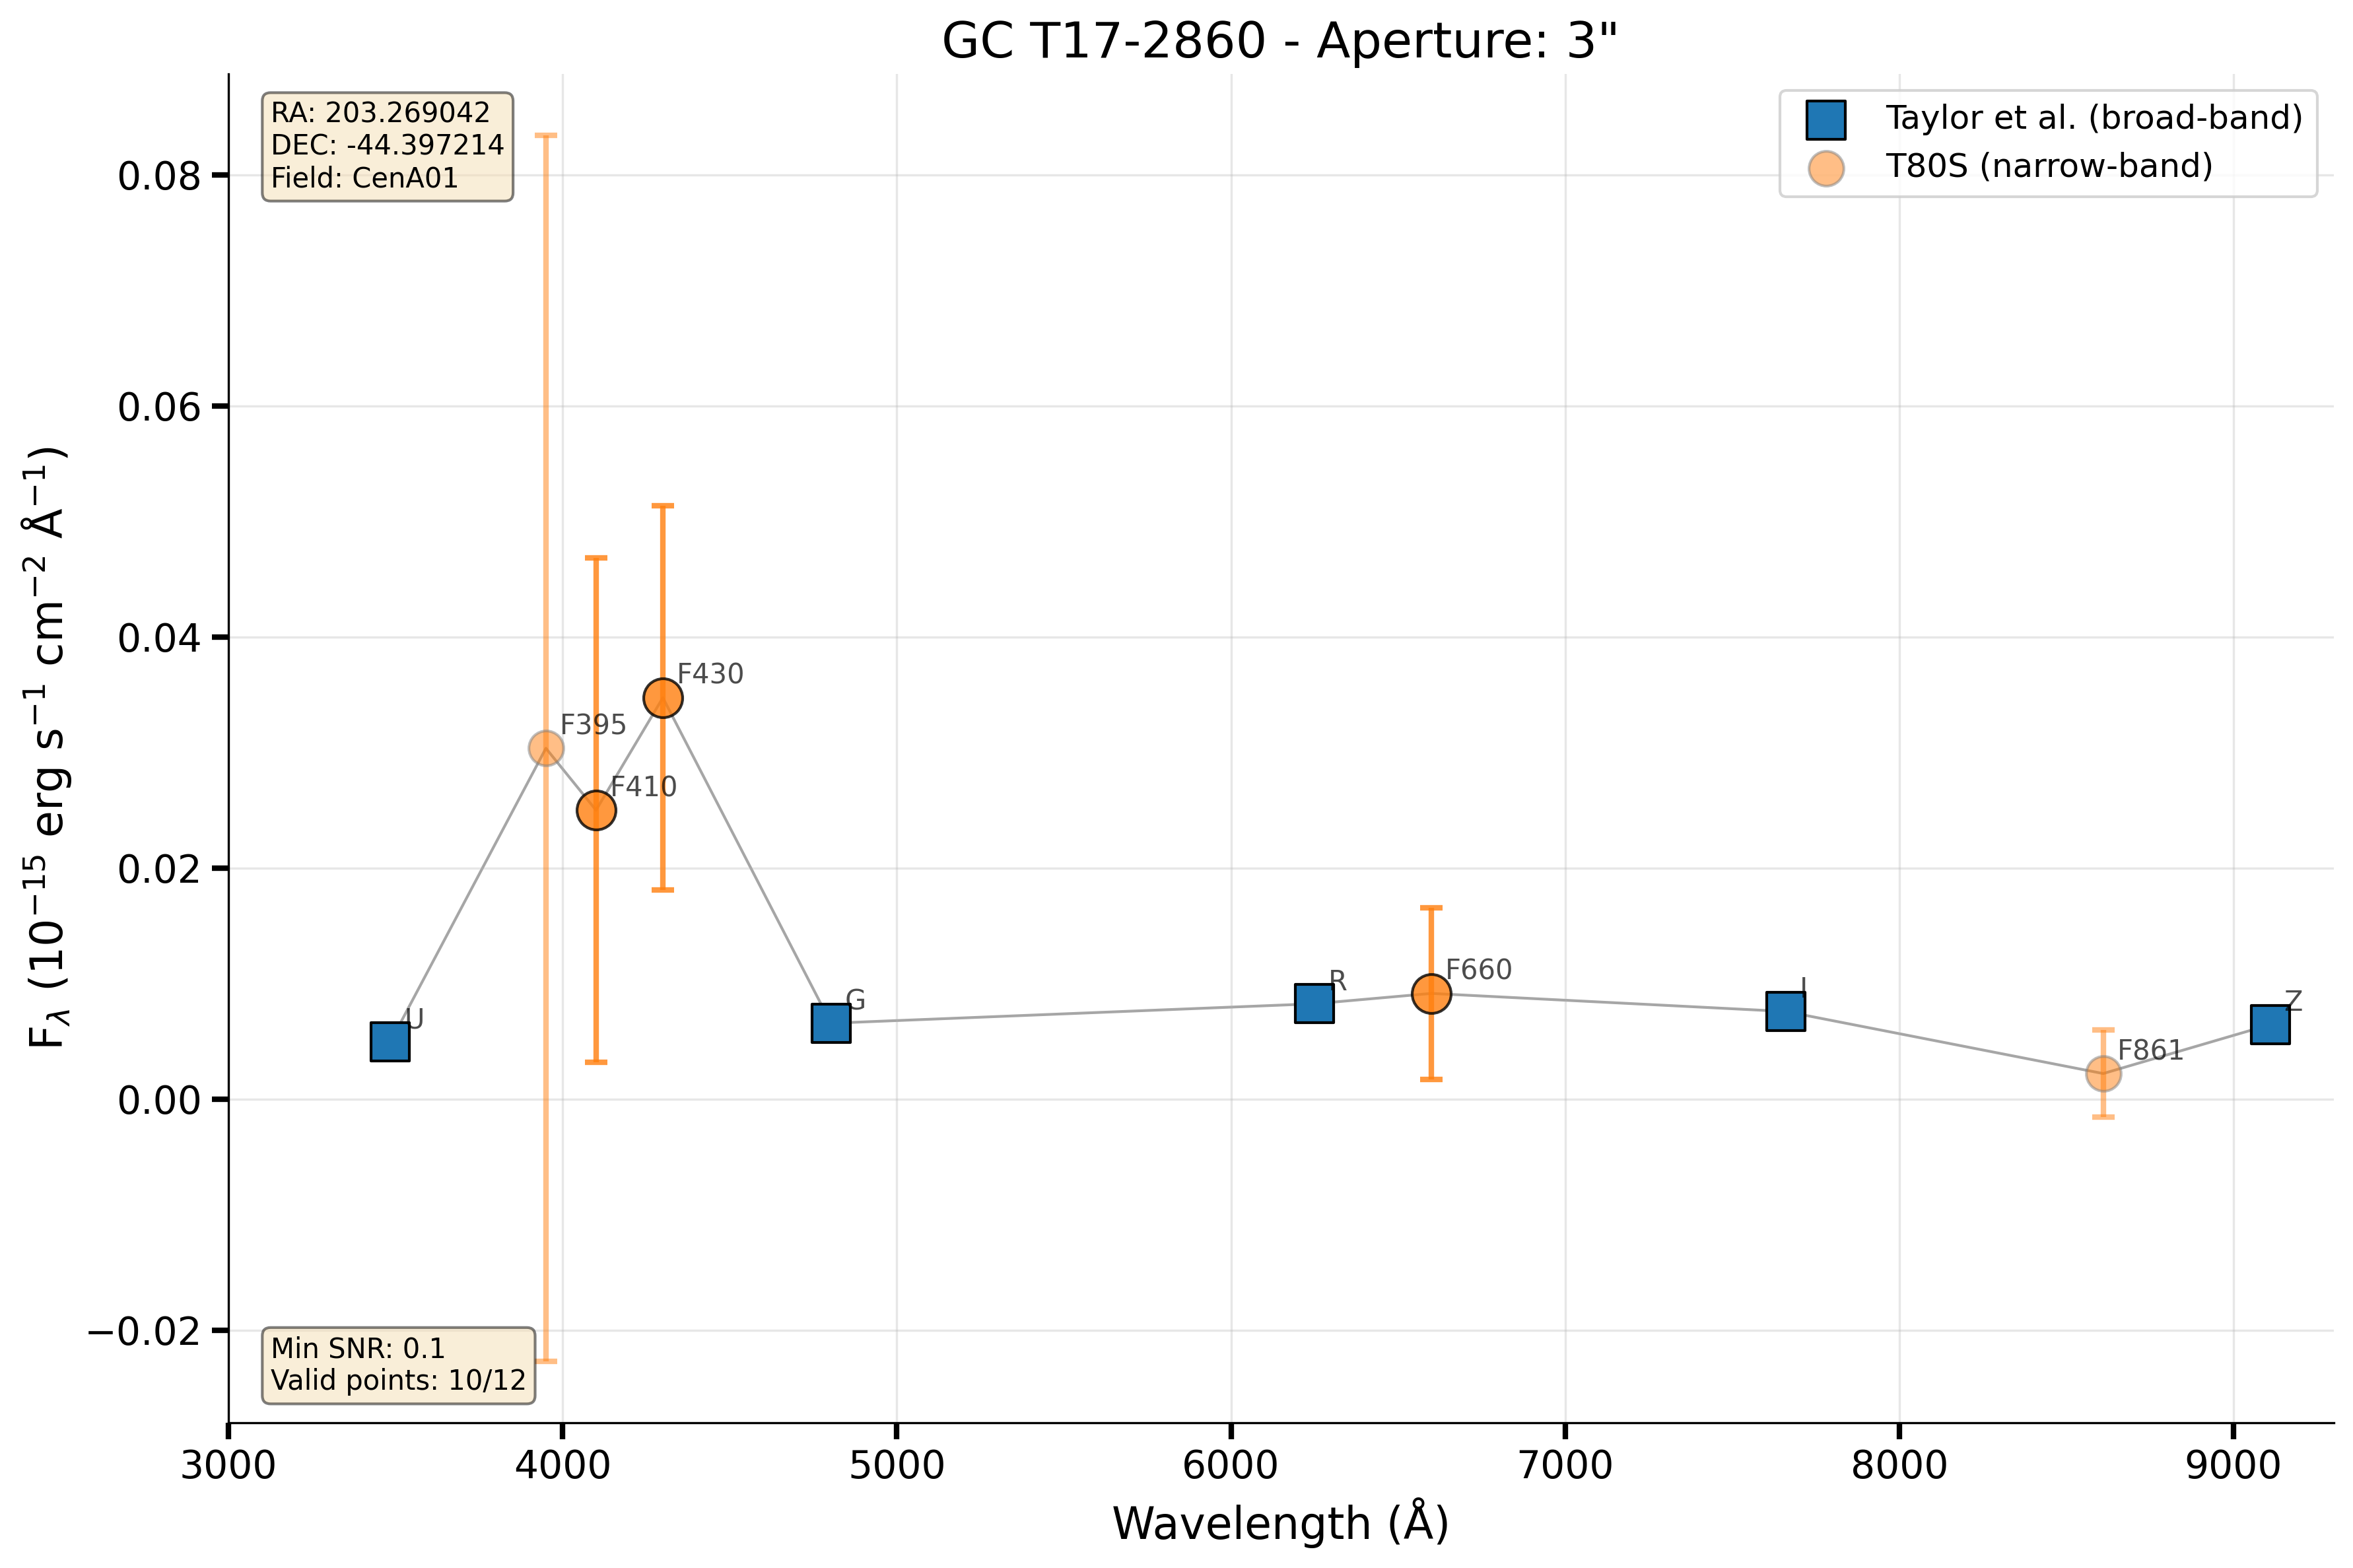 GC T17-2860 - Aperture: 3"
RA: 203.269042
DEC: -44.397214
Field: CenA01
Taylor et al. (broad-band)
T80S (narrow-band)
0.08
0.06
0.04
0.02
0.00
−0.02
F_λ (10⁻¹⁵ erg s⁻¹ cm⁻² Å⁻¹)
U
F395
F410
F430
G
R
F660
I
F861
Z
Min SNR: 0.1
Valid points: 10/12
3000 4000 5000 6000 7000 8000 9000
Wavelength (Å)